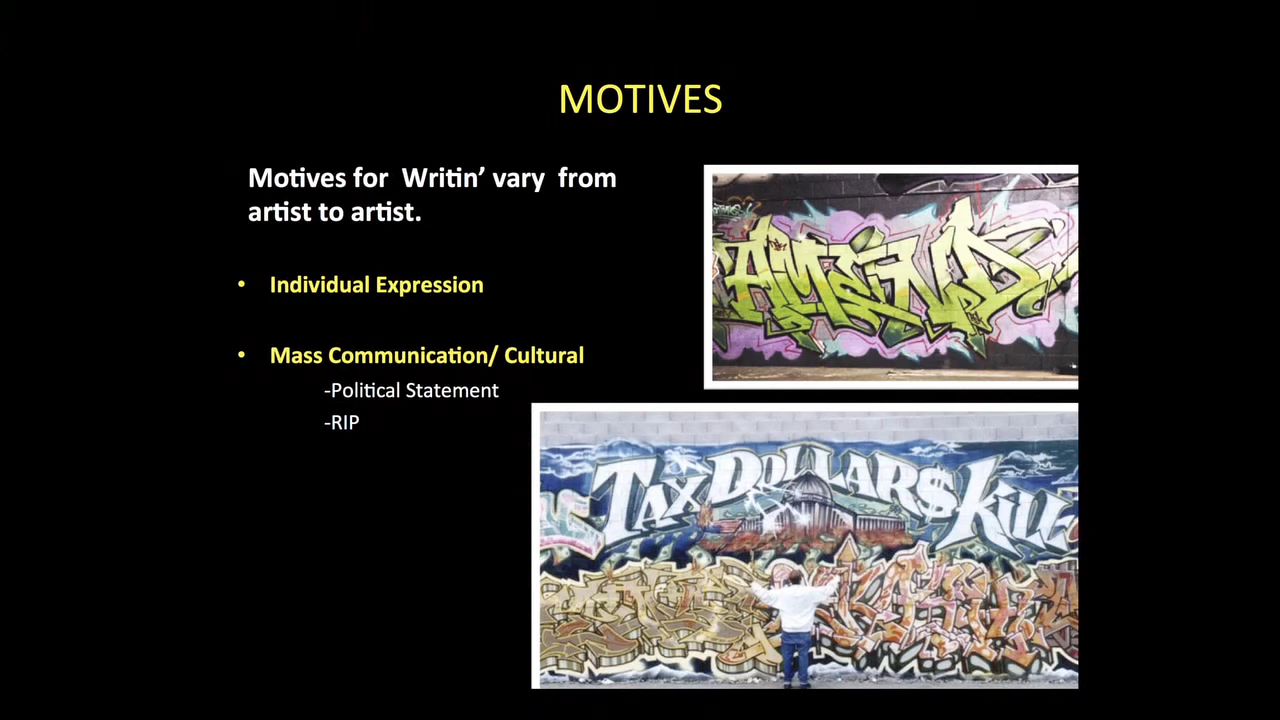 MOTIVES
Motives for Writin’ vary from
artist to artist.
• Individual Expression
• Mass Communication/ Cultural
-Political Statement
-RIP
AMEND
TAX DOLLAR$ KILL